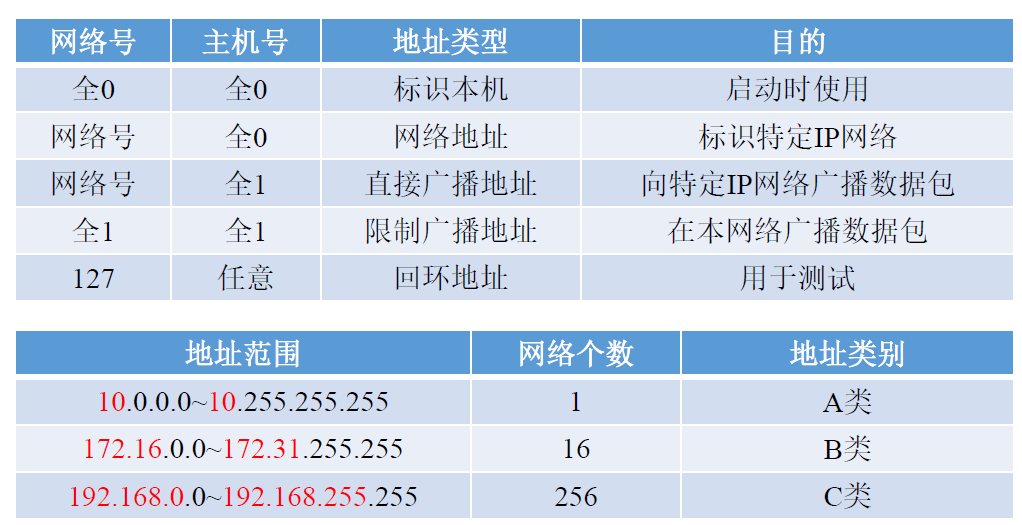 网络号 主机号 地址类型 目的
全0 全0 标识本机 启动时使用
网络号 全0 网络地址 标识特定IP网络
网络号 全1 直接广播地址 向特定IP网络广播数据包
全1 全1 限制广播地址 在本网络广播数据包
127 任意 回环地址 用于测试
地址范围 网络个数 地址类别
10.0.0.0~10.255.255.255 1 A类
172.16.0.0~172.31.255.255 16 B类
192.168.0.0~192.168.255.255 256 C类